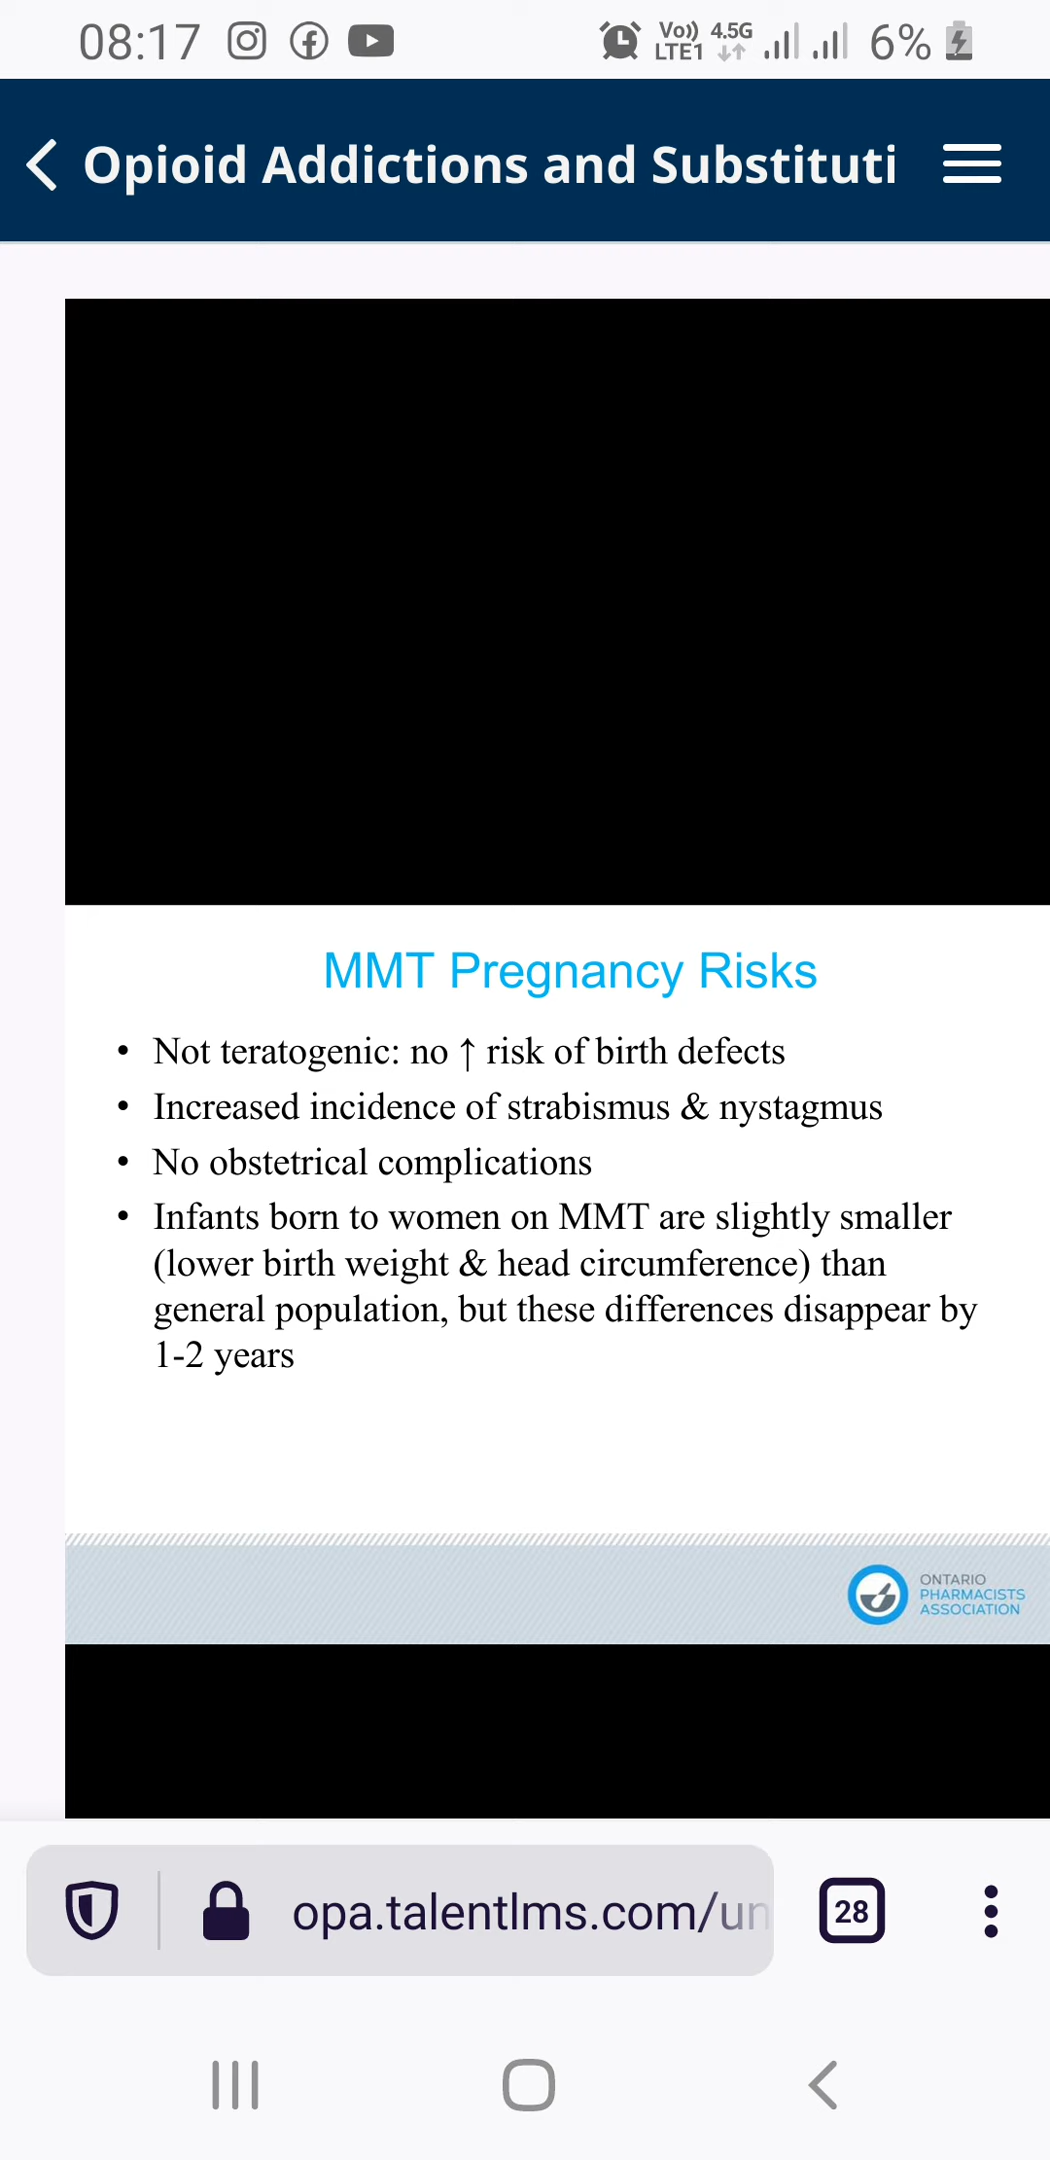 08:17 Vo)) LTE1 4.5G 6%
Opioid Addictions and Substituti
MMT Pregnancy Risks
• Not teratogenic: no ↑ risk of birth defects
• Increased incidence of strabismus & nystagmus
• No obstetrical complications
• Infants born to women on MMT are slightly smaller
(lower birth weight & head circumference) than
general population, but these differences disappear by
1-2 years
ONTARIO
PHARMACISTS
ASSOCIATION
opa.talentlms.com/un
28